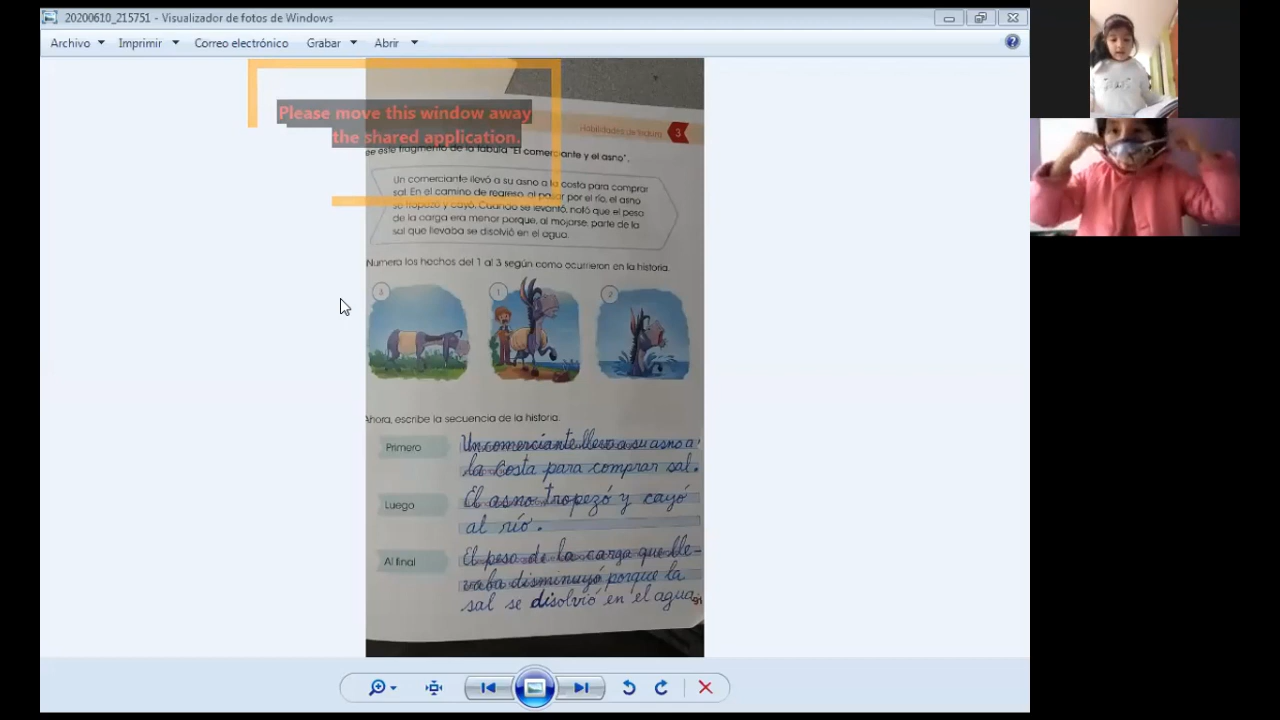 20200610_215751 - Visualizador de fotos de Windows
Archivo Imprimir Correo electrónico Grabar Abrir
Please move this window away
the shared application.
Habilidades de lectura 3
ee este fragmento de la fábula "El comerciante y el asno".
Un comerciante llevó a su asno a la costa para comprar
sal. En el camino de regreso, al pasar por el río, el asno
se tropezó y cayó. Cuando se levantó, notó que el peso
de la carga era menor porque, al mojarse, parte de la
sal que llevaba se disolvió en el agua.
Numera los hechos del 1 al 3 según como ocurrieron en la historia.
3 1 2
Ahora, escribe la secuencia de la historia.
Primero
Un comerciante llevo a su asno a
la costa para comprar sal.
Luego
El asno tropezó y cayó
al río.
Al final
El peso de la carga que lle-
vaba disminuyó porque la
sal se disolvió en el agua.
91